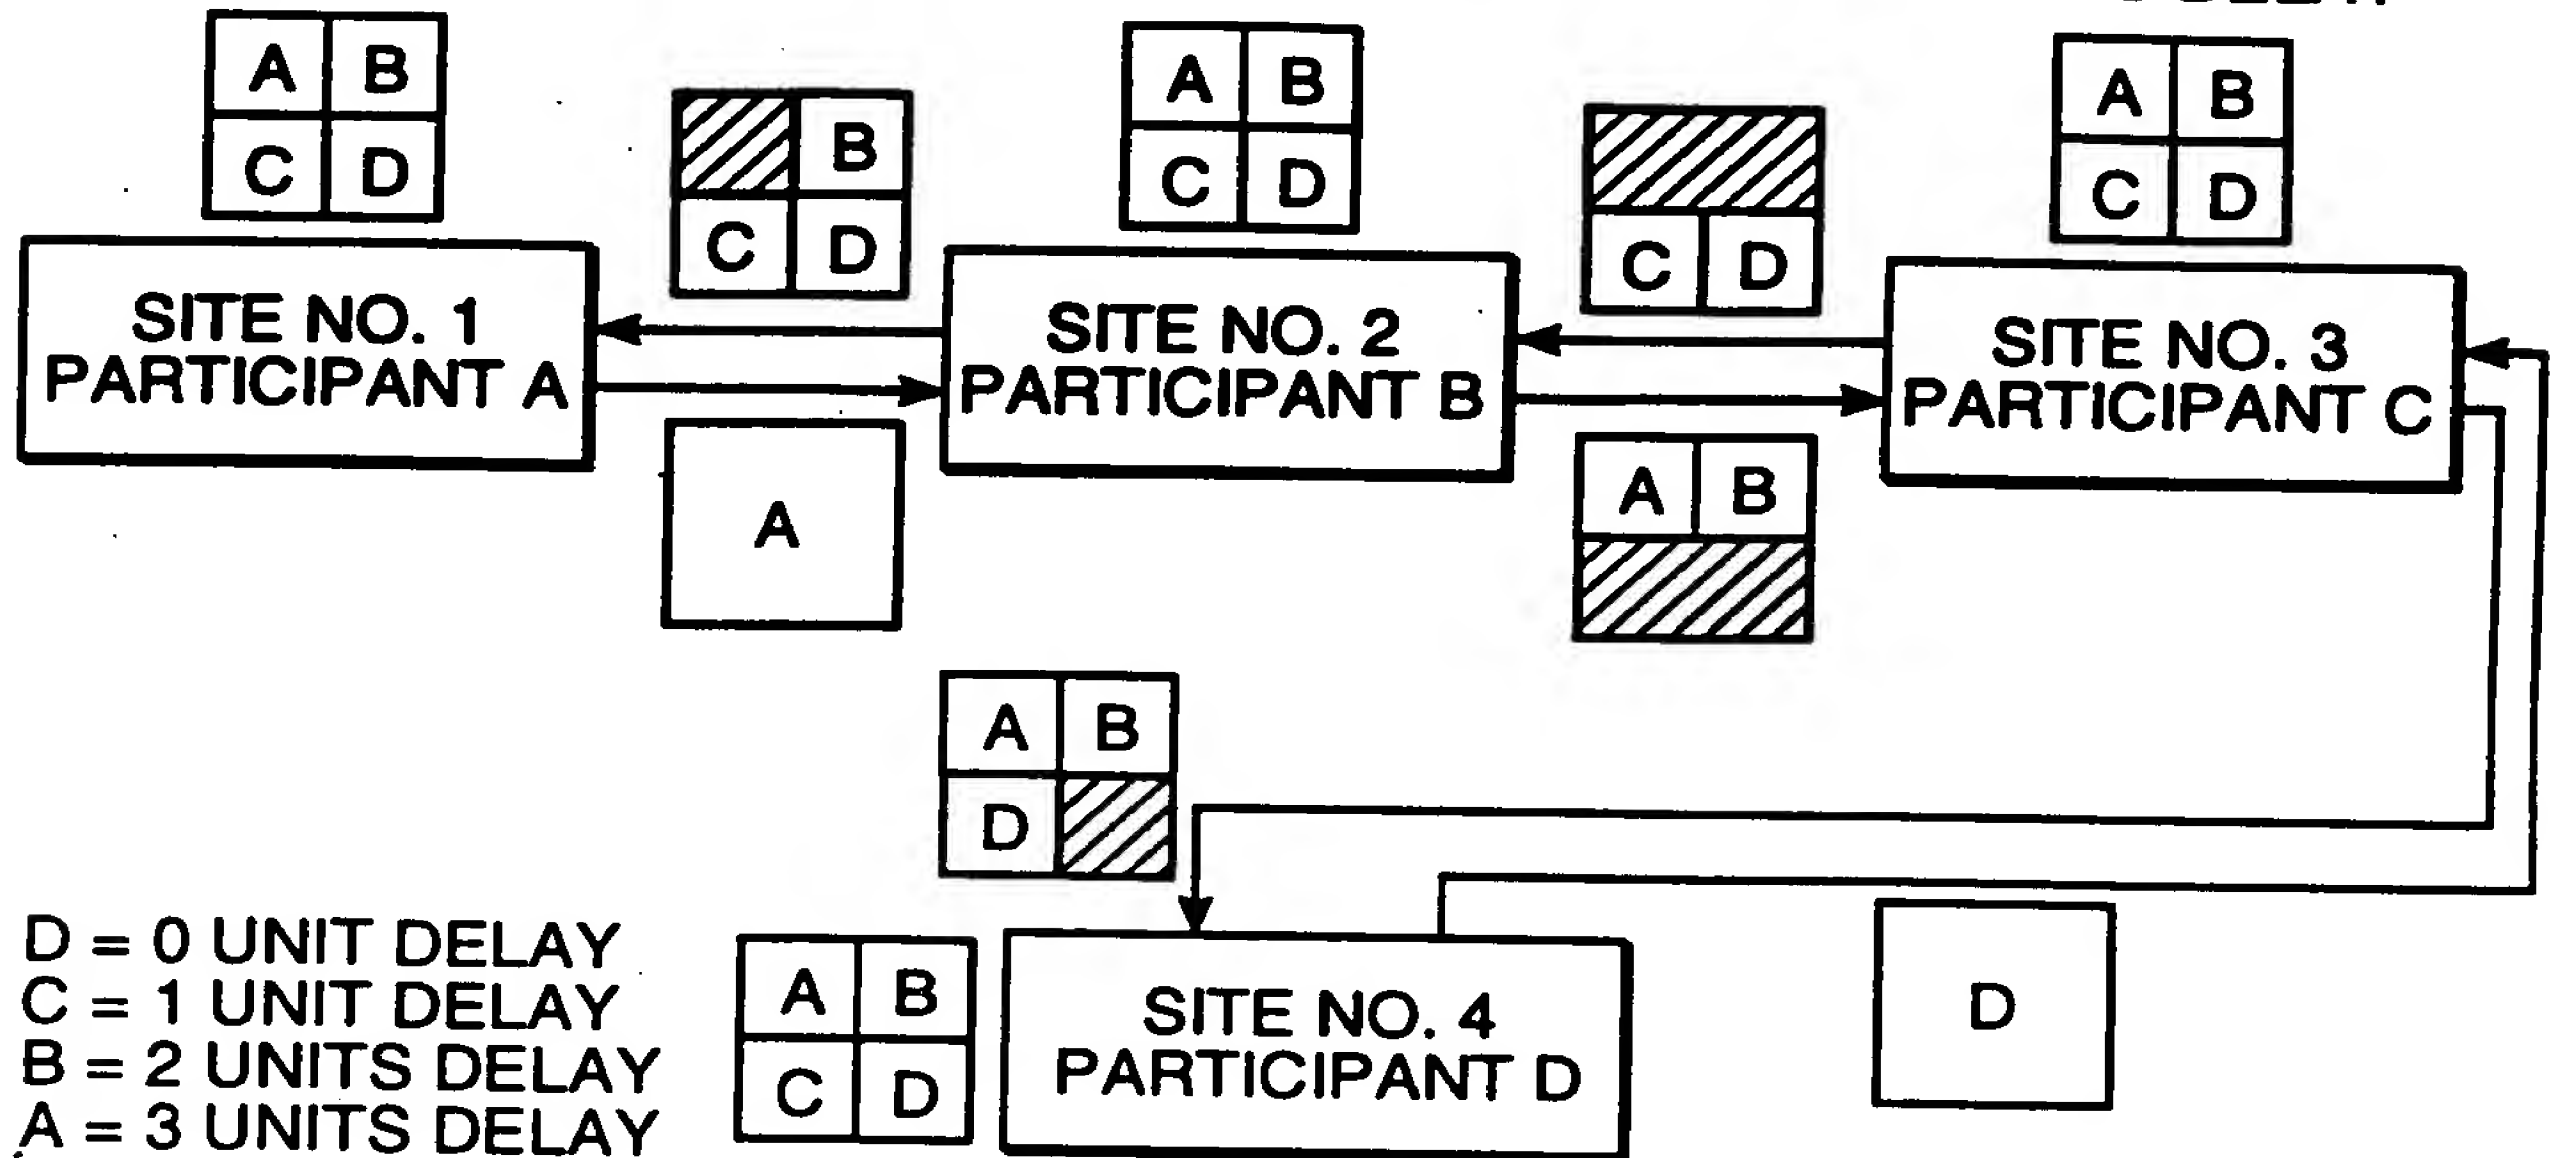 A B
C D
B
C D
A B
C D
C D
A B
C D
SITE NO. 1
PARTICIPANT A
SITE NO. 2
PARTICIPANT B
SITE NO. 3
PARTICIPANT C
A
A B
A B
D
D = 0 UNIT DELAY
C = 1 UNIT DELAY
B = 2 UNITS DELAY
A = 3 UNITS DELAY
A B
C D
SITE NO. 4
PARTICIPANT D
D